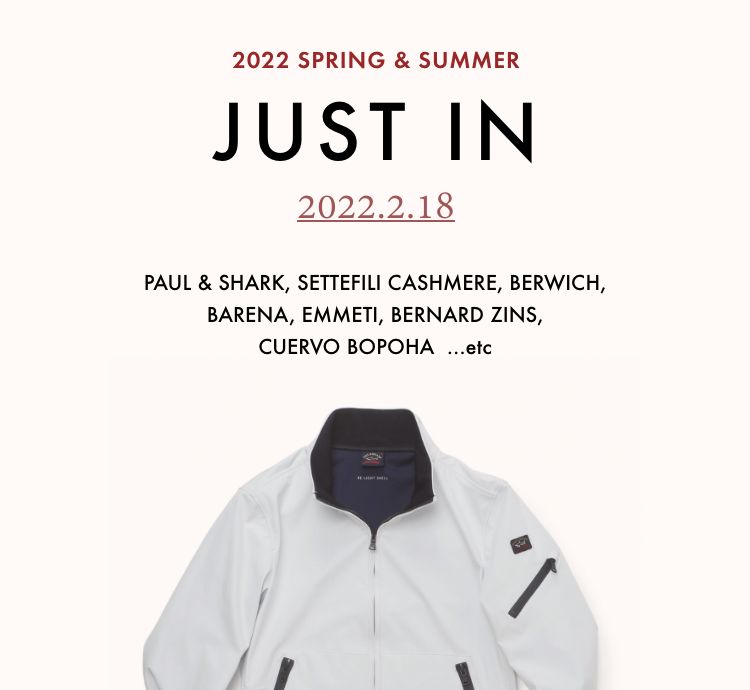 2022 SPRING & SUMMER
JUST IN
2022.2.18
PAUL & SHARK, SETTEFILI CASHMERE, BERWICH,
BARENA, EMMETI, BERNARD ZINS,
CUERVO BOPOHA ...etc